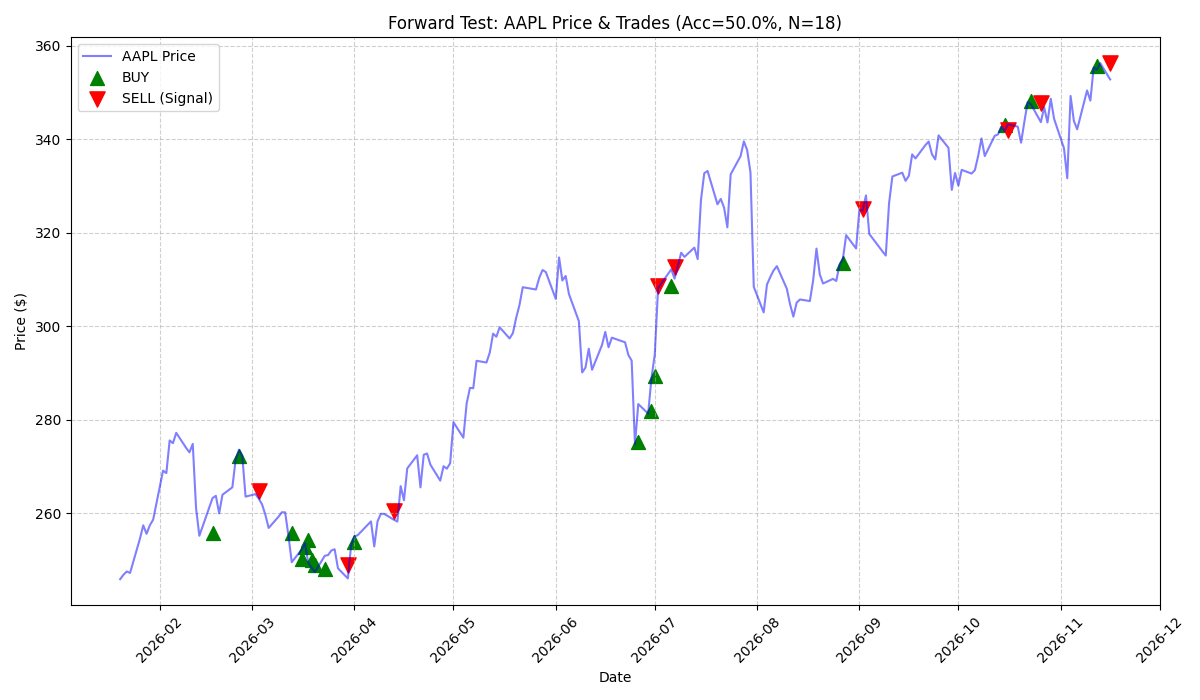 Forward Test: AAPL Price & Trades (Acc=50.0%, N=18)
AAPL Price
BUY
SELL (Signal)
Price ($)
360
340
320
300
280
260
2026-02
2026-03
2026-04
2026-05
2026-06
2026-07
2026-08
2026-09
2026-10
2026-11
2026-12
Date